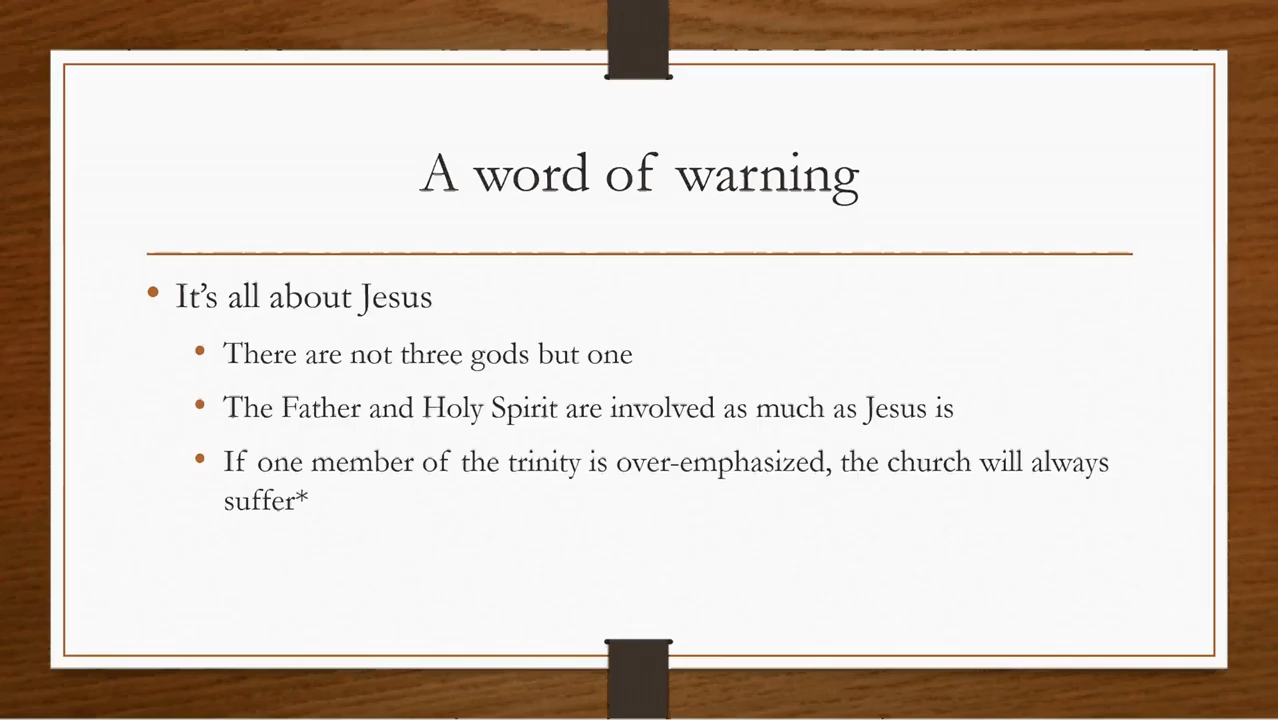 A word of warning
• It’s all about Jesus
• There are not three gods but one
• The Father and Holy Spirit are involved as much as Jesus is
• If one member of the trinity is over-emphasized, the church will always
suffer*